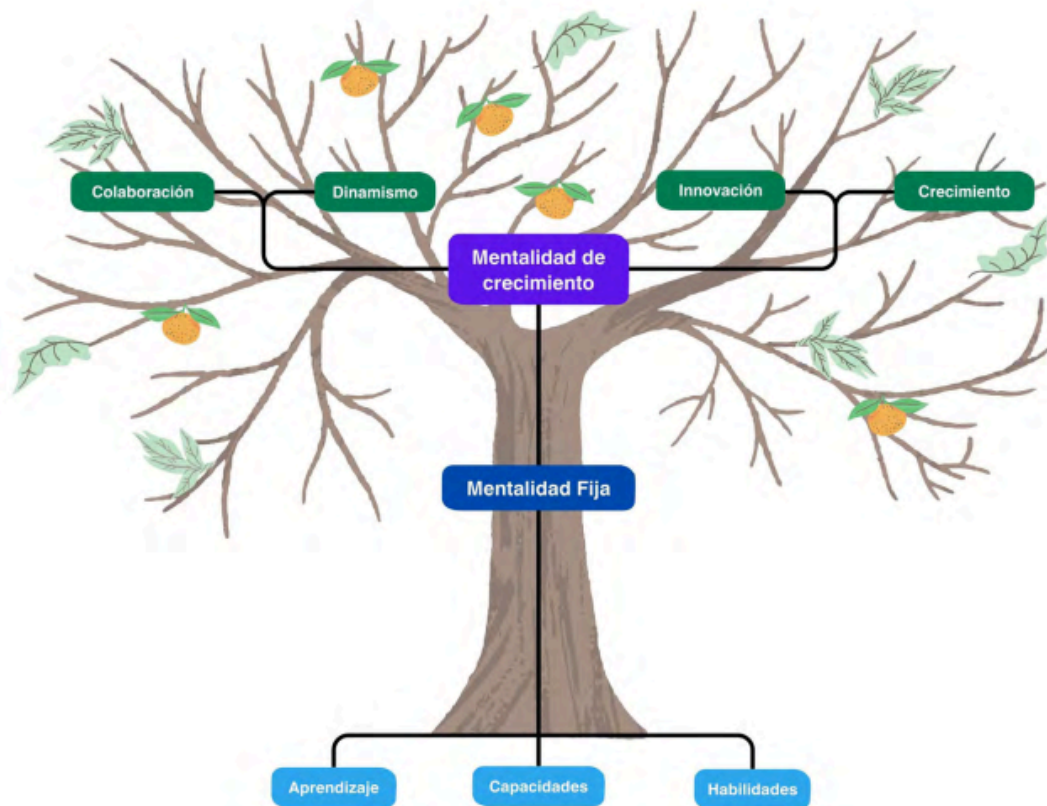 Colaboración
Dinamismo
Innovación
Crecimiento
Mentalidad de
crecimiento
Mentalidad Fija
Aprendizaje
Capacidades
Habilidades